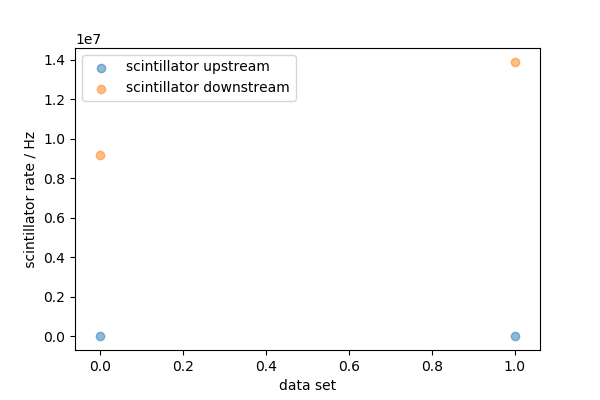 1e7
scintillator upstream
scintillator downstream
scintillator rate / Hz
1.4
1.2
1.0
0.8
0.6
0.4
0.2
0.0
0.0 0.2 0.4 0.6 0.8 1.0
data set